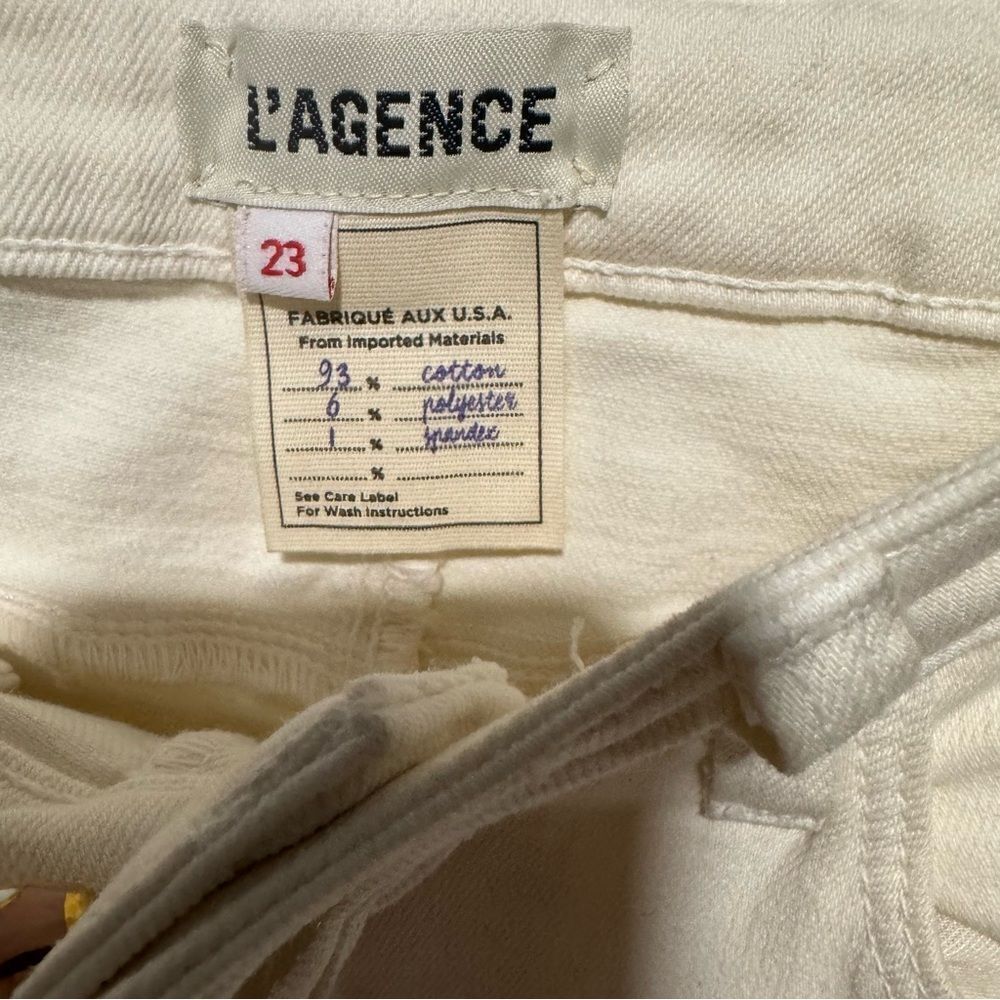 L'AGENCE
23
FABRIQUÉ AUX U.S.A.
From Imported Materials
93 % cotton
6 % polyester
1 % spandex
%
See Care Label
For Wash Instructions